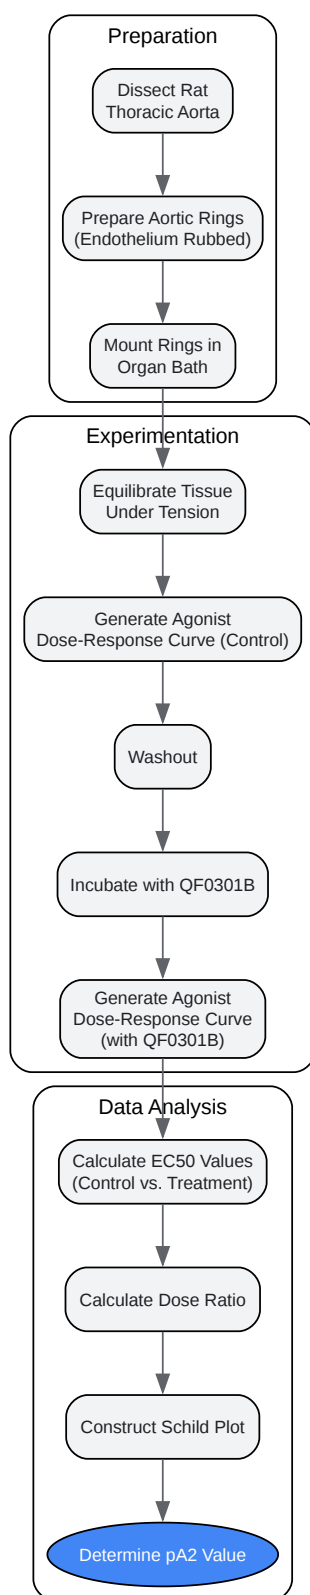 Preparation
Dissect Rat
Thoracic Aorta
Prepare Aortic Rings
(Endothelium Rubbed)
Mount Rings in
Organ Bath
Experimentation
Equilibrate Tissue
Under Tension
Generate Agonist
Dose-Response Curve (Control)
Washout
Incubate with QF0301B
Generate Agonist
Dose-Response Curve
(with QF0301B)
Data Analysis
Calculate EC50 Values
(Control vs. Treatment)
Calculate Dose Ratio
Construct Schild Plot
Determine pA2 Value